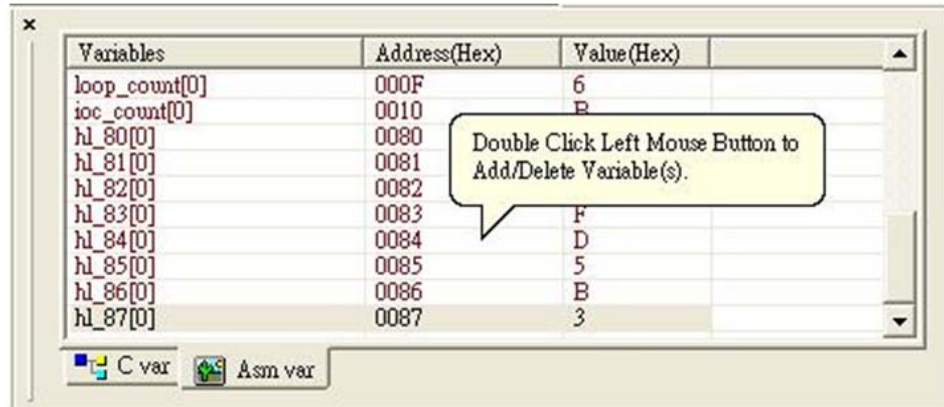 Variables Address(Hex) Value(Hex)
loop_count[0] 000F 6
ioc_count[0] 0010 B
hl_80[0] 0080
hl_81[0] 0081
hl_82[0] 0082
hl_83[0] 0083 F
hl_84[0] 0084 D
hl_85[0] 0085 5
hl_86[0] 0086 B
hl_87[0] 0087 3
Double Click Left Mouse Button to
Add/Delete Variable(s).
C var Asm var